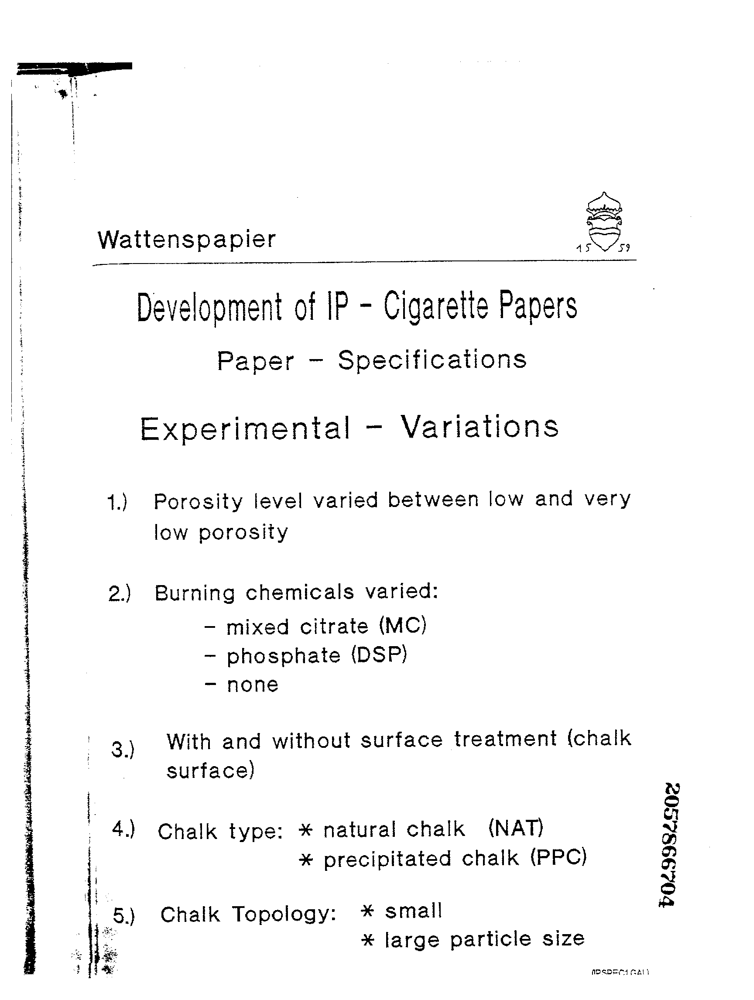 Wattenspapier
15 59
Development of IP - Cigarette Papers
Paper - Specifications
Experimental - Variations
1.) Porosity level varied between low and very
low porosity
2.) Burning chemicals varied:
- mixed citrate (MC)
- phosphate (DSP)
- none
3.) With and without surface treatment (chalk
surface)
4.) Chalk type: * natural chalk (NAT)
* precipitated chalk (PPC)
5.) Chalk Topology: * small
* large particle size
2057866704